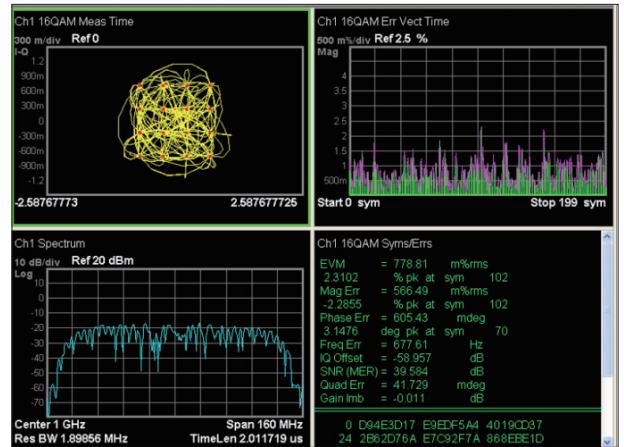 Ch1 16QAM Meas Time
300 m/div Ref 0
I-Q
1.2
900m
600m
300m
0
-300m
-600m
-900m
-1.2
-2.58767773 2.587677725
Ch1 16QAM Err Vect Time
500 m%/div Ref 2.5 %
Mag
4
3.5
3
2.5
2
1.5
1
500m
Start 0 sym Stop 199 sym
Ch1 Spectrum
10 dB/div Ref 20 dBm
Log
10
0
-10
-20
-30
-40
-50
-60
-70
Center 1 GHz Span 160 MHz
Res BW 1.89856 MHz TimeLen 2.011719 us
Ch1 16QAM Syms/Errs
EVM = 778.81 m%rms
2.3102 % pk at sym 102
Mag Err = 566.49 m%rms
-2.2855 % pk at sym 102
Phase Err = 605.43 mdeg
3.1476 deg pk at sym 70
Freq Err = 677.61 Hz
IQ Offset = -58.957 dB
SNR (MER) = 39.584 dB
Quad Err = 41.729 mdeg
Gain Imb = -0.011 dB
0 D94E3D17 E9EDF5A4 4019CD37
24 2B62D76A E7C92F7A 868EBE1D